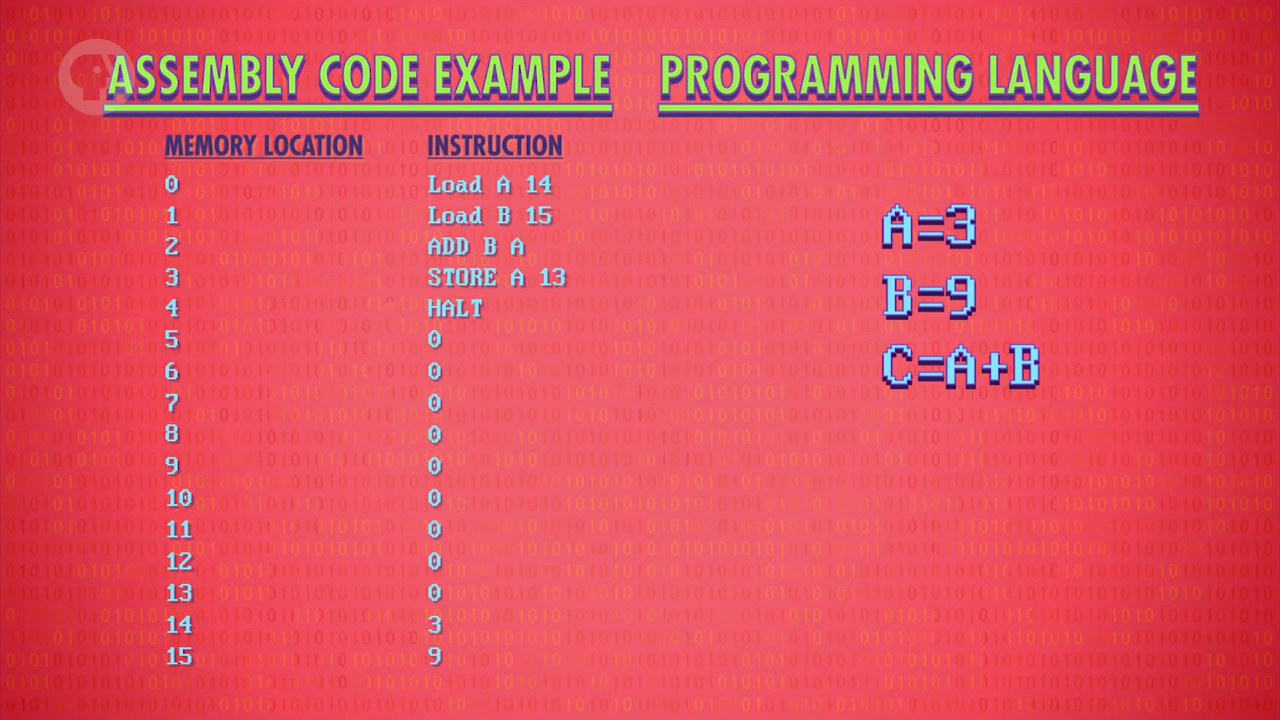 ASSEMBLY CODE EXAMPLE
MEMORY LOCATION INSTRUCTION
0 Load A 14
1 Load B 15
2 ADD B A
3 STORE A 13
4 HALT
5 0
6 0
7 0
8 0
9 0
10 0
11 0
12 0
13 0
14 3
15 9
PROGRAMMING LANGUAGE
A=3
B=9
C=A+B